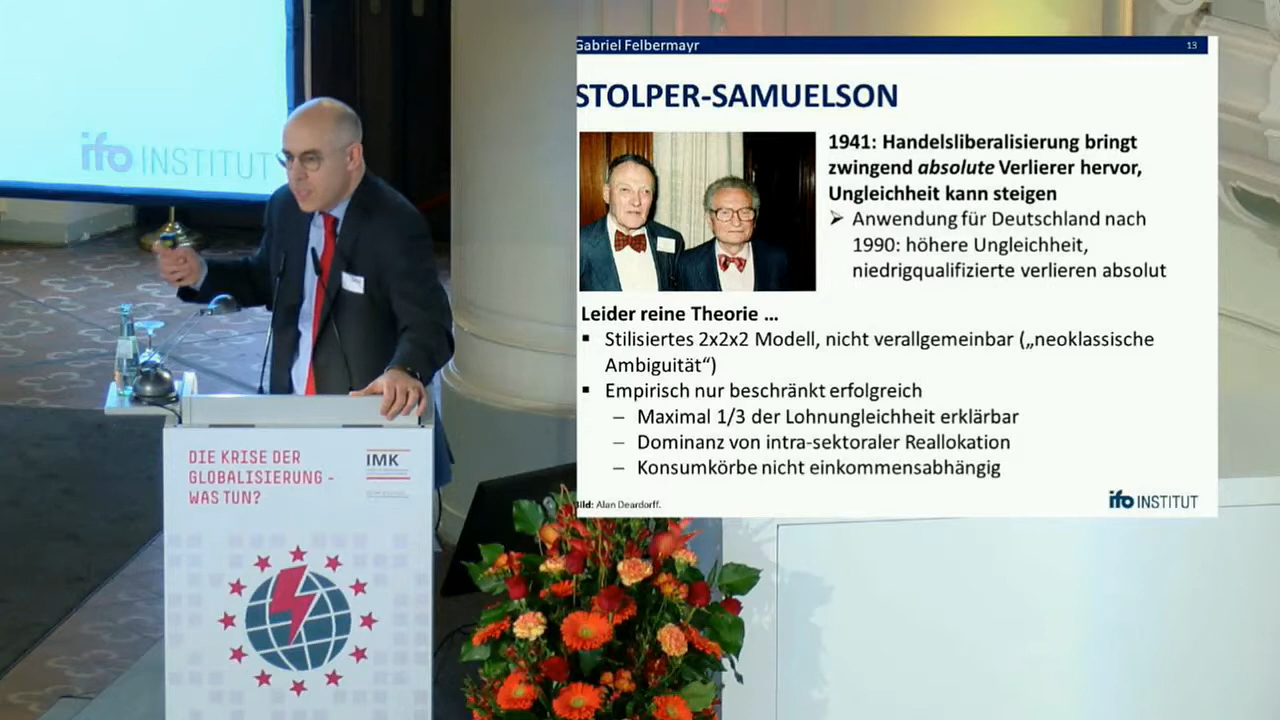 ifo INSTITUT
DIE KRISE DER
GLOBALISIERUNG -
WAS TUN?
IMK
Gabriel Felbermayr
13
STOLPER-SAMUELSON
1941: Handelsliberalisierung bringt
zwingend absolute Verlierer hervor,
Ungleichheit kann steigen
➢ Anwendung für Deutschland nach
1990: höhere Ungleichheit,
niedrigqualifizierte verlieren absolut
Leider reine Theorie ...
▪ Stilisiertes 2x2x2 Modell, nicht verallgemeinbar („neoklassische
Ambiguität“)
▪ Empirisch nur beschränkt erfolgreich
– Maximal 1/3 der Lohnungleichheit erklärbar
– Dominanz von intra-sektoraler Reallokation
– Konsumkörbe nicht einkommensabhängig
Bild: Alan Deardorff.
ifo INSTITUT